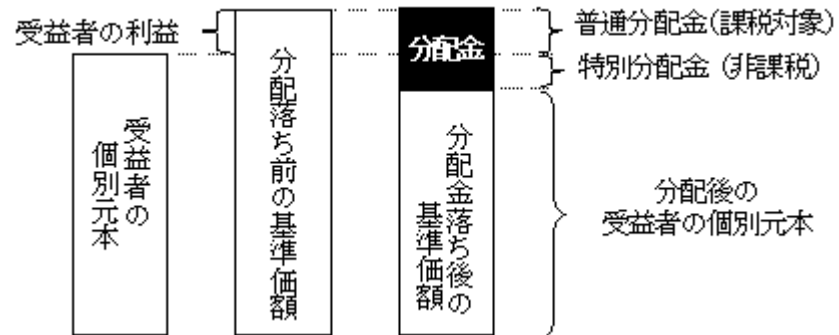 受益者の利益
受益者の
個別元本
分配落ち前の基準価額
分配金
分配金落ち後の
基準価額
普通分配金(課税対象)
特別分配金 (非課税)
分配後の
受益者の個別元本